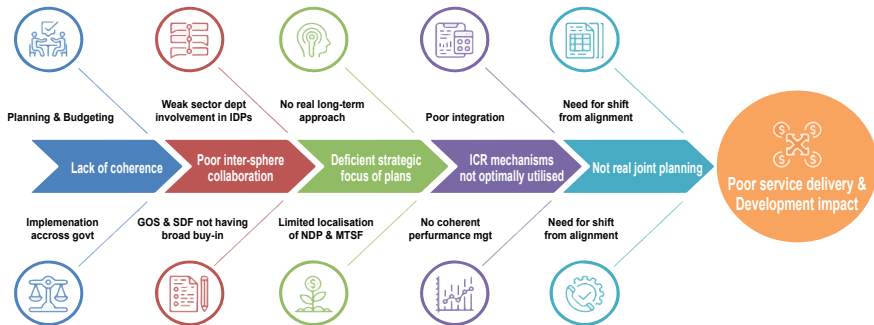 Planning & Budgeting
Weak sector dept
involvement in IDPs
No real long-term
approach
Poor integration
Need for shift
from alignment
Lack of coherence
Poor inter-sphere
collaboration
Deficient strategic
focus of plans
ICR mechanisms
not optimally utilised
Not real joint planning
Poor service delivery &
Development impact
Implemenation
accross govt
GOS & SDF not having
broad buy-in
Limited localisation
of NDP & MTSF
No coherent
perfurmance mgt
Need for shift
from alignment